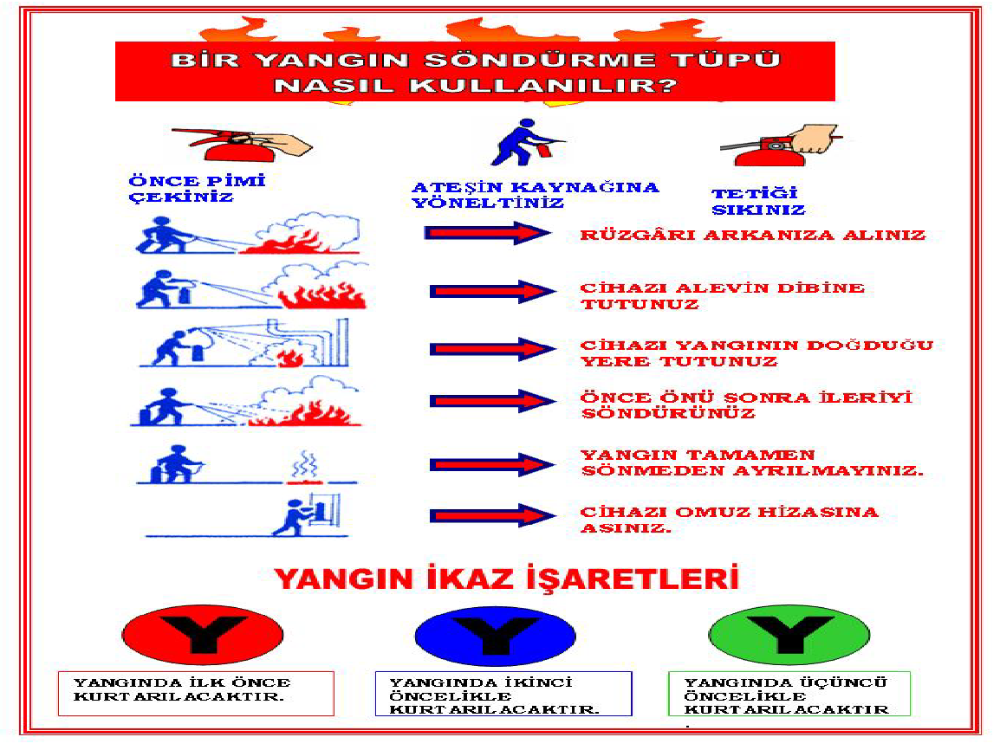 BİR YANGIN SÖNDÜRME TÜPÜ
NASIL KULLANILIR?
ÖNCE PİMİ
ÇEKİNİZ
ATEŞİN KAYNAĞINA
YÖNELTİNİZ
TETİĞİ
SIKINIZ
RÜZGÂRI ARKANIZA ALINIZ
CİHAZI ALEVİN DİBİNE
TUTUNUZ
CİHAZI YANGININ DOĞDUĞU
YERE TUTUNUZ
ÖNCE ÖNÜ SONRA İLERİYİ
SÖNDÜRÜNÜZ
YANGIN TAMAMEN
SÖNMEDEN AYRILMAYINIZ.
CİHAZI OMUZ HİZASINA
ASINIZ.
YANGIN İKAZ İŞARETLERİ
Y
Y
Y
YANGINDA İLK ÖNCE
KURTARILACAKTIR.
YANGINDA İKİNCİ
ÖNCELİKLE
KURTARILACAKTIR.
YANGINDA ÜÇÜNCÜ
ÖNCELİKLE
KURTARILACAKTIR
.